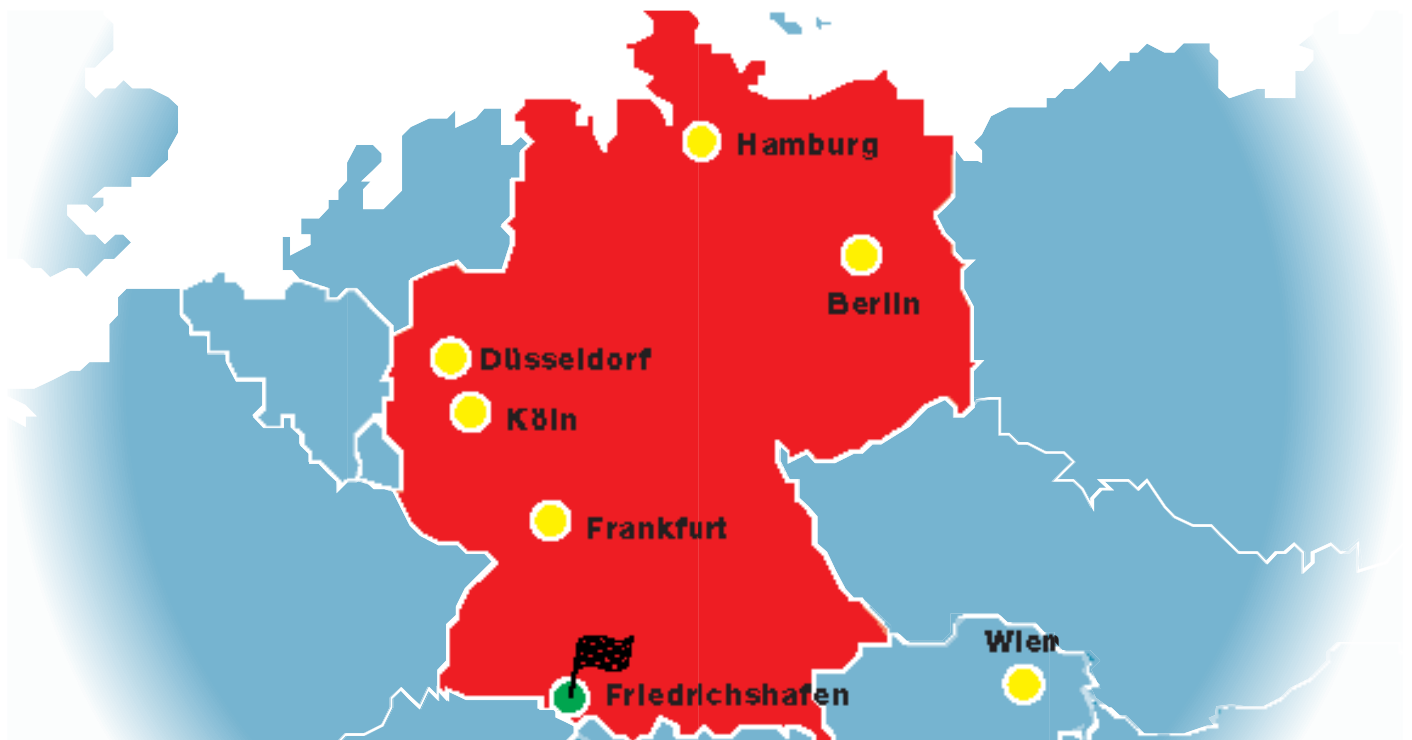 Hamburg
Berlin
Düsseldorf
Köln
Frankfurt
Wien
Friedrichshafen